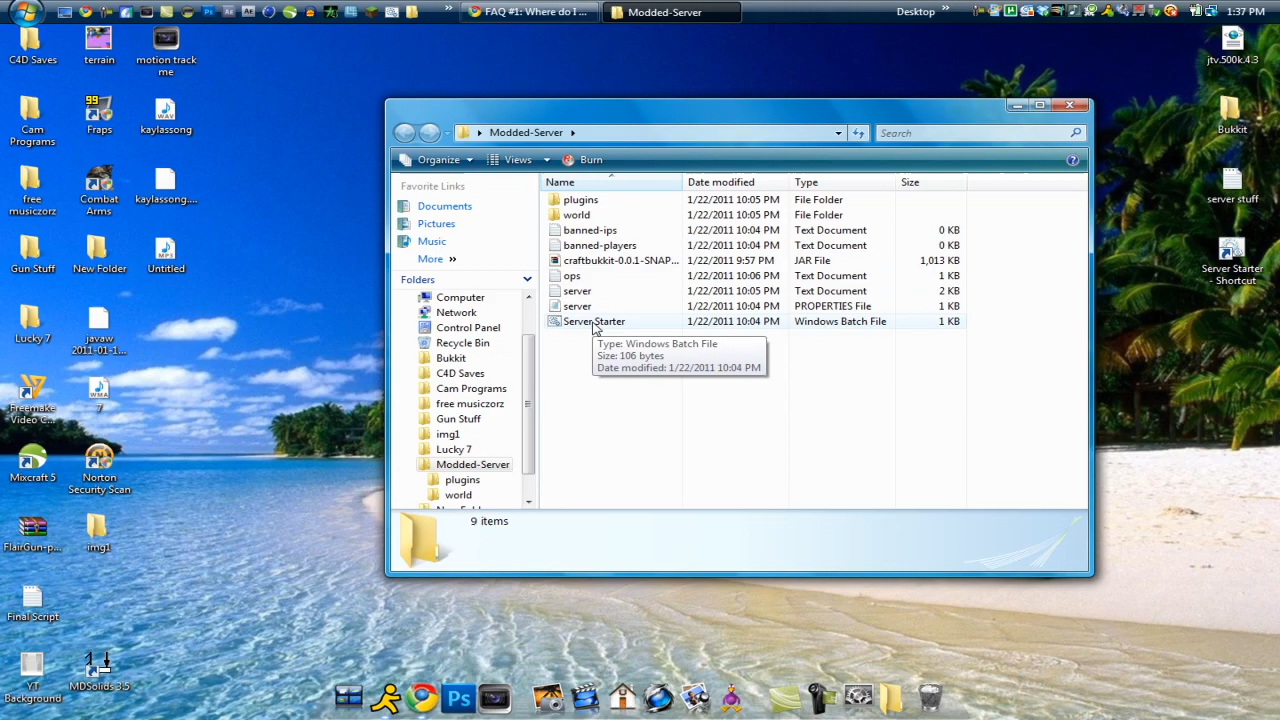 FAQ #1: Where do I ...
Modded-Server
Desktop
1:37 PM
C4D Saves
terrain
motion track
me
Cam
Programs
99
Fraps
WAV
kaylassong
free
musiczorz
Combat
Arms
kaylassong....
Gun Stuff
New Folder
MP3
Untitled
Lucky 7
javaw
2011-01-1...
Freemake
Video C...
WMA
7
Mixcraft 5
Norton
Security Scan
FlairGun-p...
img1
Final Script
YT
Background
MDSolids 3.5
jtv.500k.4.3
Bukkit
server stuff
Server Starter
- Shortcut
Modded-Server
Search
Organize
Views
Burn
?
Favorite Links
Documents
Pictures
Music
More »
Folders
Computer
Network
Control Panel
Recycle Bin
Bukkit
C4D Saves
Cam Programs
free musiczorz
Gun Stuff
img1
Lucky 7
Modded-Server
plugins
world
Name Date modified Type Size
plugins 1/22/2011 10:05 PM File Folder
world 1/22/2011 10:05 PM File Folder
banned-ips 1/22/2011 10:04 PM Text Document 0 KB
banned-players 1/22/2011 10:04 PM Text Document 0 KB
craftbukkit-0.0.1-SNAP... 1/22/2011 9:57 PM JAR File 1,013 KB
ops 1/22/2011 10:06 PM Text Document 1 KB
server 1/22/2011 10:05 PM Text Document 2 KB
server 1/22/2011 10:04 PM PROPERTIES File 1 KB
Server Starter 1/22/2011 10:04 PM Windows Batch File 1 KB
Type: Windows Batch File
Size: 106 bytes
Date modified: 1/22/2011 10:04 PM
9 items
Ps